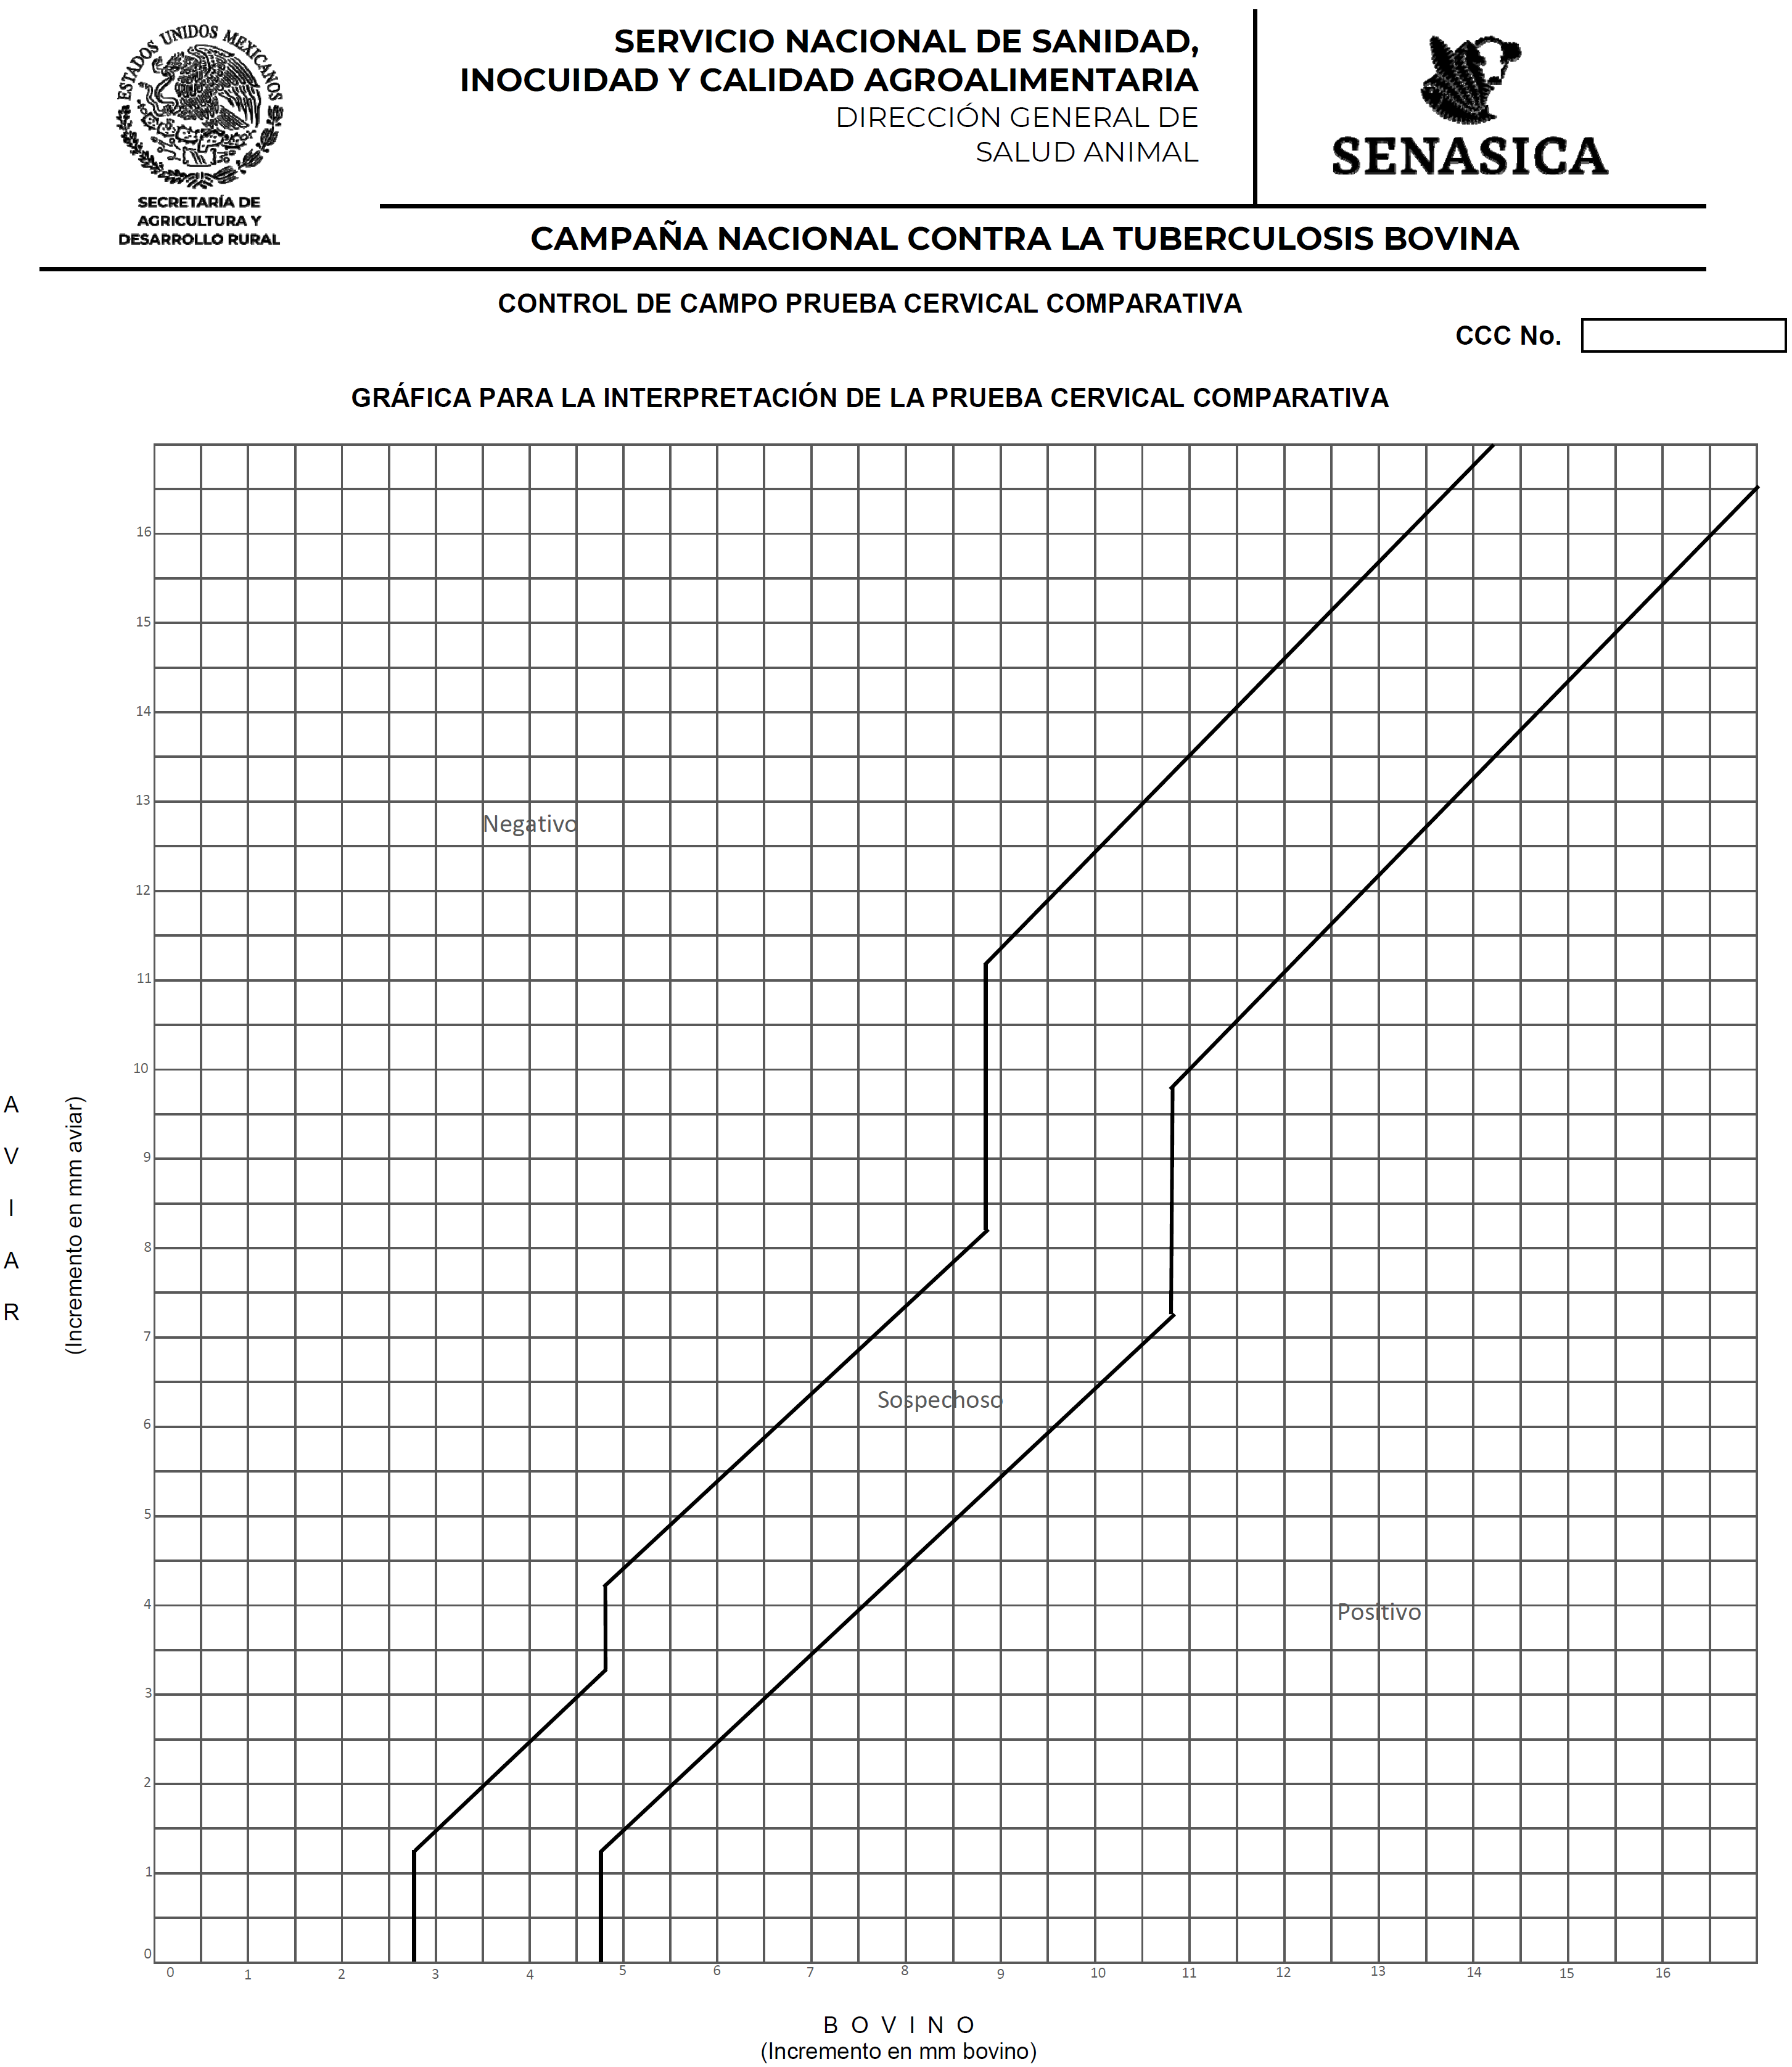 ESTADOS UNIDOS MEXICANOS
SECRETARÍA DE
AGRICULTURA Y
DESARROLLO RURAL
SERVICIO NACIONAL DE SANIDAD,
INOCUIDAD Y CALIDAD AGROALIMENTARIA
DIRECCIÓN GENERAL DE
SALUD ANIMAL
SENASICA
CAMPAÑA NACIONAL CONTRA LA TUBERCULOSIS BOVINA
CONTROL DE CAMPO PRUEBA CERVICAL COMPARATIVA
CCC No.
GRÁFICA PARA LA INTERPRETACIÓN DE LA PRUEBA CERVICAL COMPARATIVA
16
15
14
13
12
11
10
9
8
7
6
5
4
3
2
1
0
Negativo
Sospechoso
Positivo
A V I A R
(Incremento en mm aviar)
0 1 2 3 4 5 6 7 8 9 10 11 12 13 14 15 16
B O V I N O
(Incremento en mm bovino)